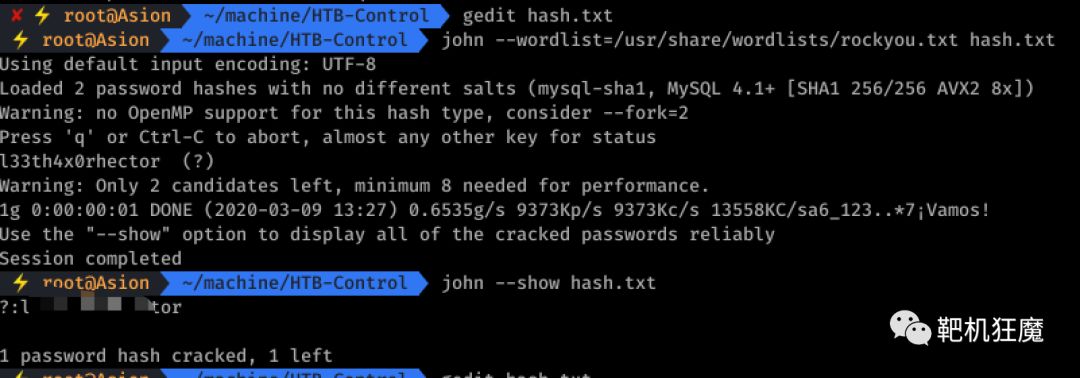 ✘ ⚡ root@Asion ~/machine/HTB-Control gedit hash.txt
⚡ root@Asion ~/machine/HTB-Control john --wordlist=/usr/share/wordlists/rockyou.txt hash.txt
Using default input encoding: UTF-8
Loaded 2 password hashes with no different salts (mysql-sha1, MySQL 4.1+ [SHA1 256/256 AVX2 8x])
Warning: no OpenMP support for this hash type, consider --fork=2
Press 'q' or Ctrl-C to abort, almost any other key for status
l33th4x0rhector  (?)
Warning: Only 2 candidates left, minimum 8 needed for performance.
1g 0:00:00:01 DONE (2020-03-09 13:27) 0.6535g/s 9373Kp/s 9373Kc/s 13558KC/sa6_123..*7¡Vamos!
Use the "--show" option to display all of the cracked passwords reliably
Session completed
⚡ root@Asion ~/machine/HTB-Control john --show hash.txt
?:l tor
靶机狂魔
1 password hash cracked, 1 left
⚡ root@Asion ~/machine/HTB-Control gedit hash.txt